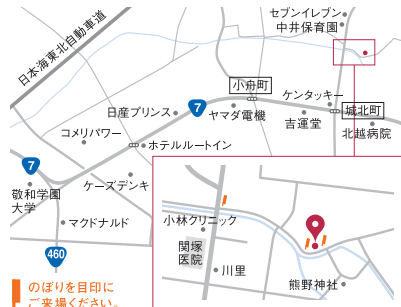 セブンイレブン
中井保育園
日本海東北自動車道
小舟町
ケンタッキー
7
日産プリンス
ヤマダ電機
吉運堂
城北町
北越病院
コメリパワー
ホテルルートイン
7
敬和学園
大学
ケーズデンキ
マクドナルド
460
小林クリニック
関塚
医院
川里
熊野神社
のぼりを目印に
ご来場ください。